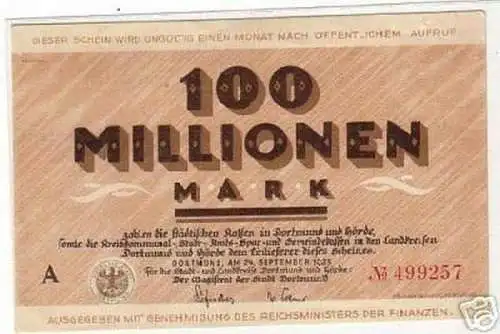 DIESER SCHEIN WIRD UNGÜLTIG EINEN MONAT NACH ÖFFENTLICHEM AUFRUF
100
MILLIONEN
MARK
zahlen die städtischen Kassen in Dortmund und Hörde,
sowie die Kreiskommunal-, Stadt-, Amts-, Spar- und Gemeindekassen in den Landkreisen
Dortmund und Hörde dem Einlieferer dieses Scheines.
DORTMUND, AM 24. SEPTEMBER 1923
Für die Stadt- und Landkreise Dortmund und Hörde:
Der Magistrat der Stadt Dortmund
A
№ 499257
AUSGEGEBEN MIT GENEHMIGUNG DES REICHSMINISTERS DER FINANZEN.